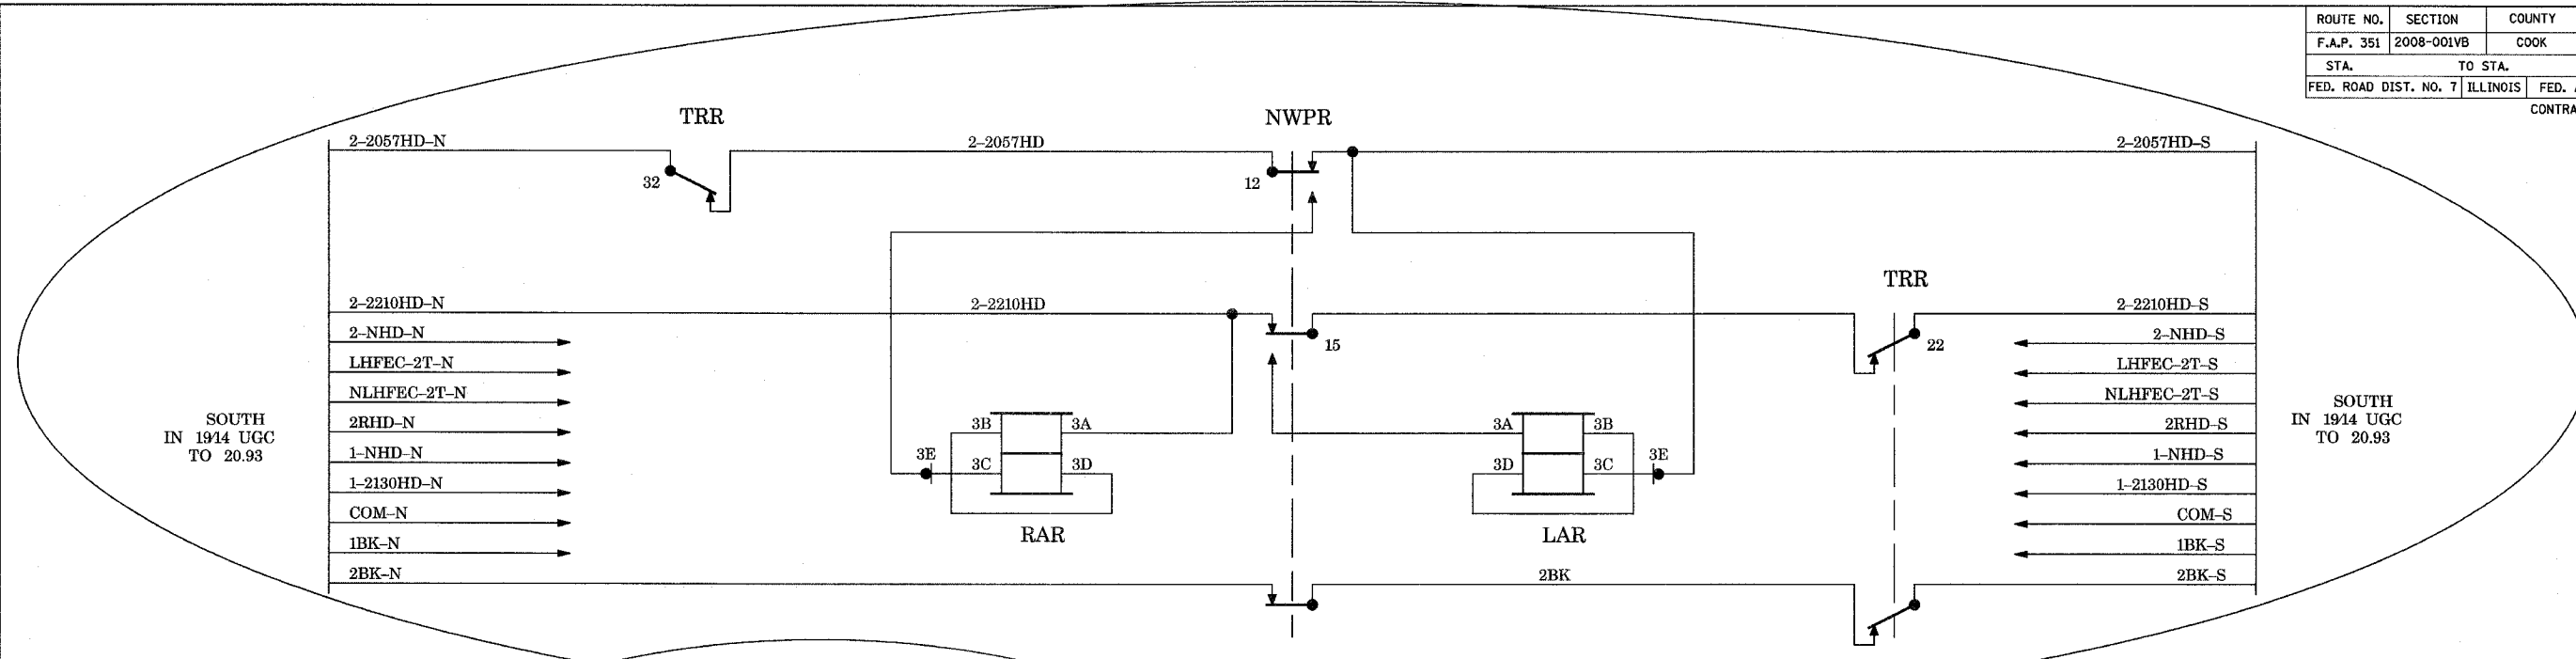 ROUTE NO. SECTION COUNTY
F.A.P. 351 2008-001VB COOK
STA. TO STA.
FED. ROAD DIST. NO. 7 ILLINOIS FED.
CONTRA
TRR
NWPR
2-2057HD-N
2-2057HD
2-2057HD-S
32
12
TRR
2-2210HD-N
2-2210HD
2-2210HD-S
15
22
2-NHD-N
2-NHD-S
LHFEC-2T-N
LHFEC-2T-S
NLHFEC-2T-N
NLHFEC-2T-S
SOUTH
IN 19/14 UGC
TO 20.93
SOUTH
IN 19/14 UGC
TO 20.93
2RHD-N
3B 3A
3A 3B
2RHD-S
1-NHD-N
3E 3C 3D
3D 3C 3E
1-NHD-S
1-2130HD-N
1-2130HD-S
COM-N
RAR
LAR
COM-S
1BK-N
1BK-S
2BK-N
2BK
2BK-S